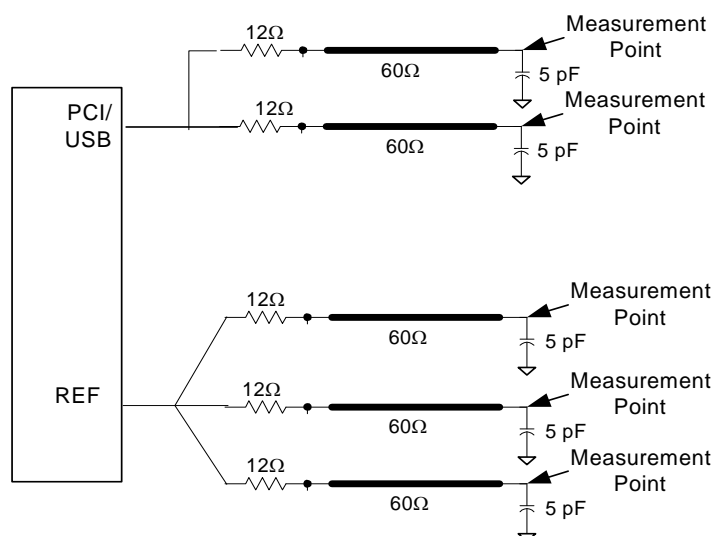 12Ω
Measurement
Point
60Ω
5 pF
PCI/
USB
12Ω
Measurement
Point
60Ω
5 pF
12Ω
Measurement
Point
60Ω
5 pF
REF
12Ω
Measurement
Point
60Ω
5 pF
12Ω
Measurement
Point
60Ω
5 pF